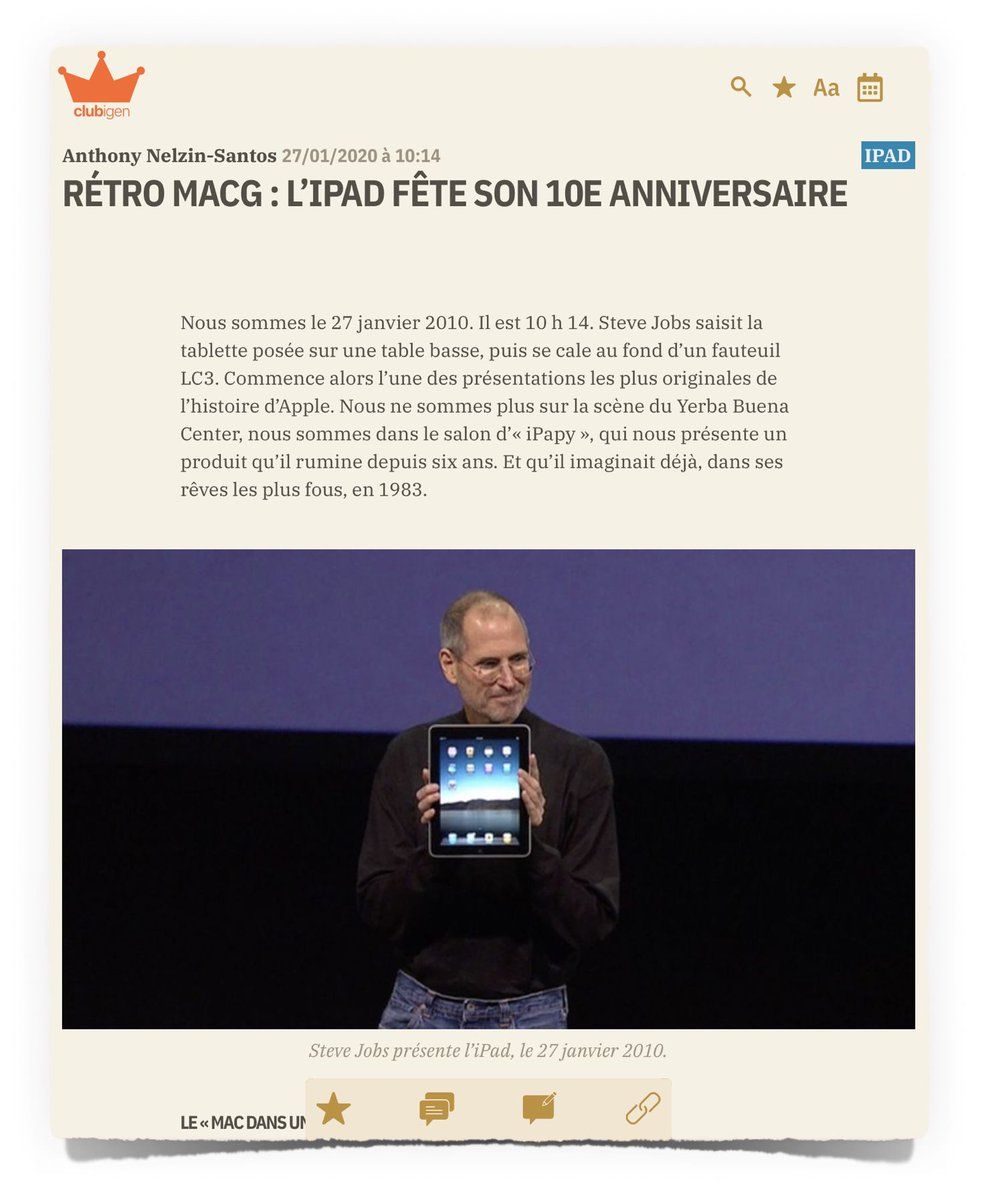 clubigen
Aa
Anthony Nelzin-Santos 27/01/2020 à 10:14
IPAD
RÉTRO MACG : L’IPAD FÊTE SON 10E ANNIVERSAIRE
Nous sommes le 27 janvier 2010. Il est 10 h 14. Steve Jobs saisit la
tablette posée sur une table basse, puis se cale au fond d’un fauteuil
LC3. Commence alors l’une des présentations les plus originales de
l’histoire d’Apple. Nous ne sommes plus sur la scène du Yerba Buena
Center, nous sommes dans le salon d’« iPapy », qui nous présente un
produit qu’il rumine depuis six ans. Et qu’il imaginait déjà, dans ses
rêves les plus fous, en 1983.
Steve Jobs présente l’iPad, le 27 janvier 2010.
LE « MAC DANS UN